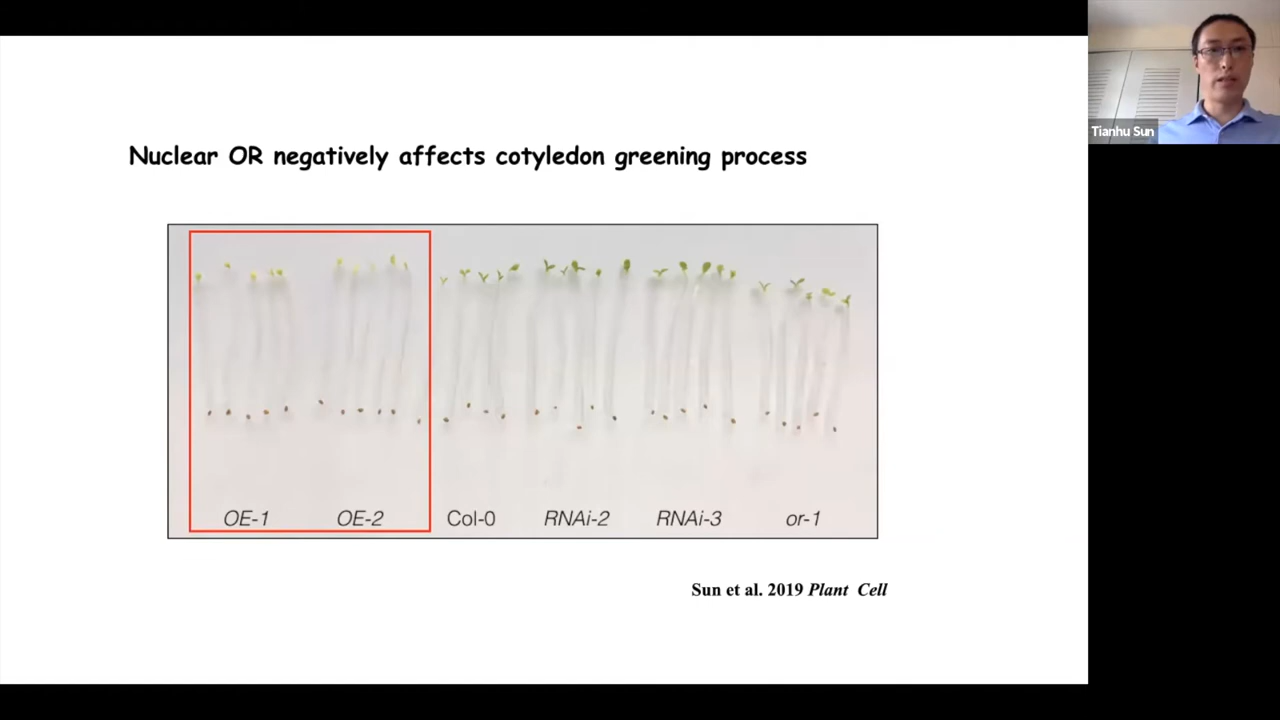 Nuclear OR negatively affects cotyledon greening process
OE-1 OE-2 Col-0 RNAi-2 RNAi-3 or-1
Sun et al. 2019 Plant Cell
Tianhu Sun